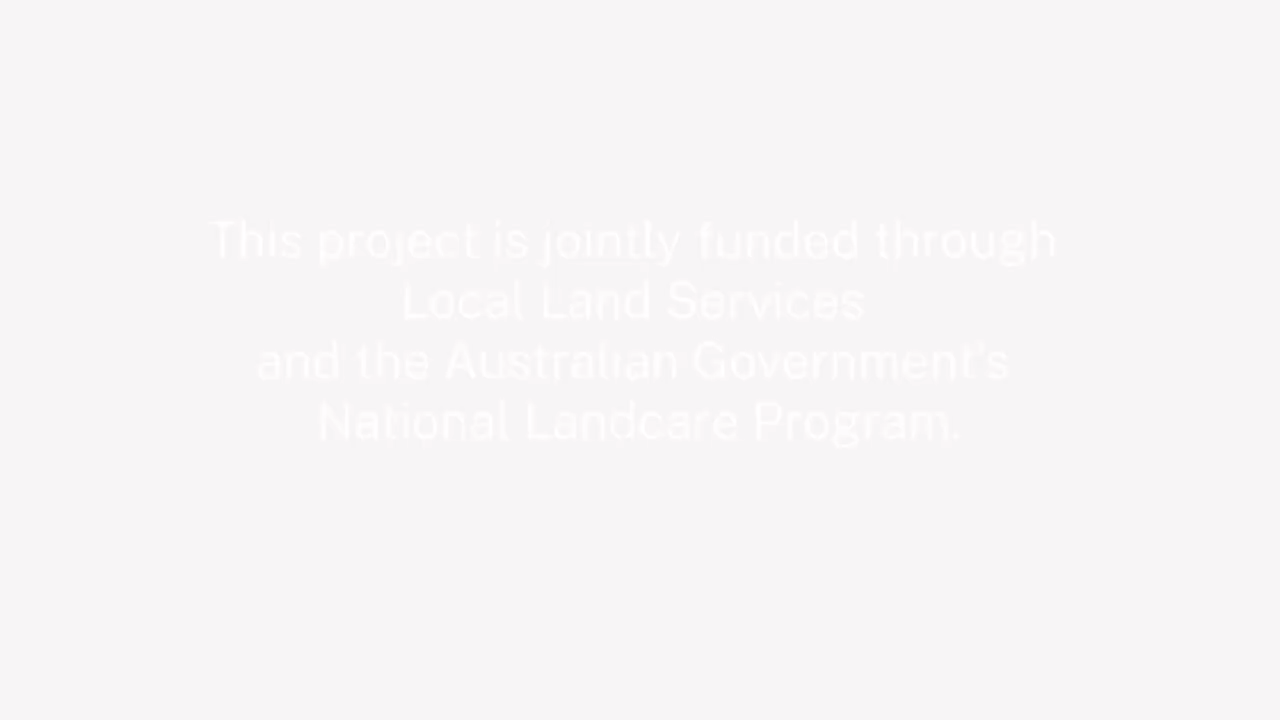 This project is jointly funded through
Local Land Services
and the Australian Government's
National Landcare Program.